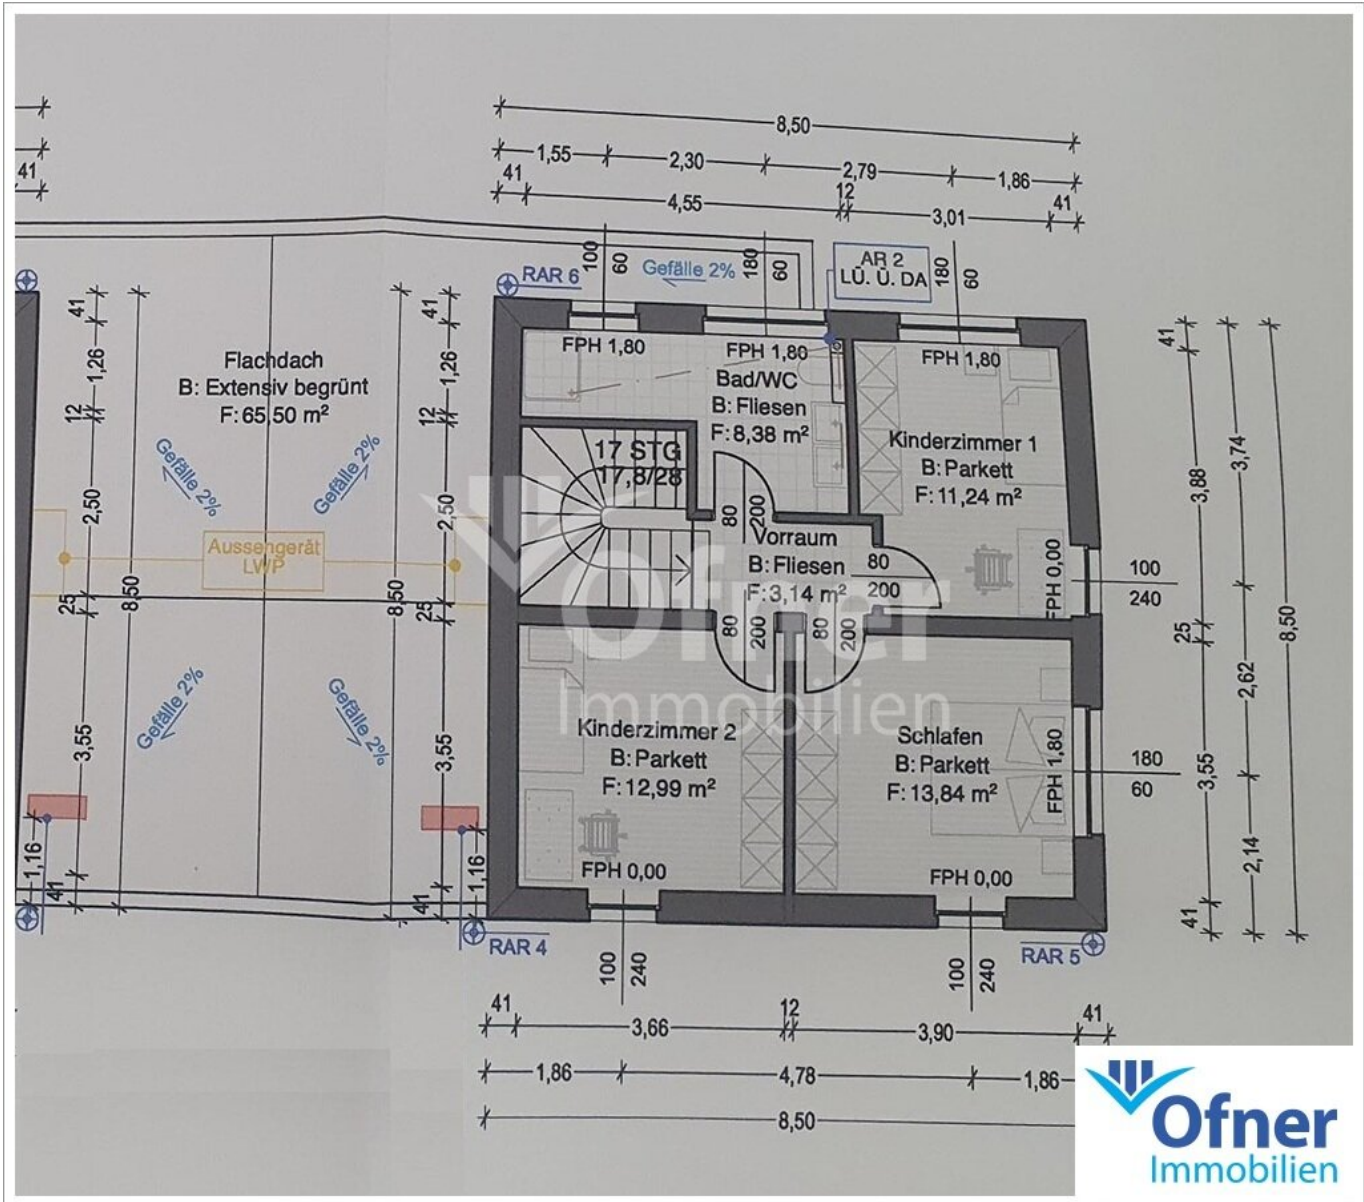 8,50
1,55
2,30
2,79
1,86
41
4,55
12
3,01
41
41
RAR 6
100
60
Gefälle 2%
180
60
AR 2
LÜ. Ü. DA
180
60
41
1,26
12
2,50
25
8,50
3,55
1,16
41
Flachdach
B: Extensiv begrünt
F: 65,50 m²
Gefälle 2%
Gefälle 2%
Aussengerät
LWP
Gefälle 2%
Gefälle 2%
8,50
41
1,26
12
2,50
25
3,55
1,16
41
FPH 1,80
FPH 1,80
Bad/WC
B: Fliesen
F: 8,38 m²
17 STG
17,8/28
FPH 1,80
Kinderzimmer 1
B: Parkett
F: 11,24 m²
FPH 0,00
80
200
Vorraum
B: Fliesen
F: 3,14 m²
80
200
80
200
80
200
Kinderzimmer 2
B: Parkett
F: 12,99 m²
FPH 0,00
Schlafen
B: Parkett
F: 13,84 m²
FPH 1,80
FPH 0,00
Ofner
Immobilien
100
240
180
60
41
3,88
25
3,55
41
3,74
2,62
2,14
8,50
RAR 4
RAR 5
100
240
100
240
41
3,66
12
3,90
41
1,86
4,78
1,86
8,50
Ofner
Immobilien